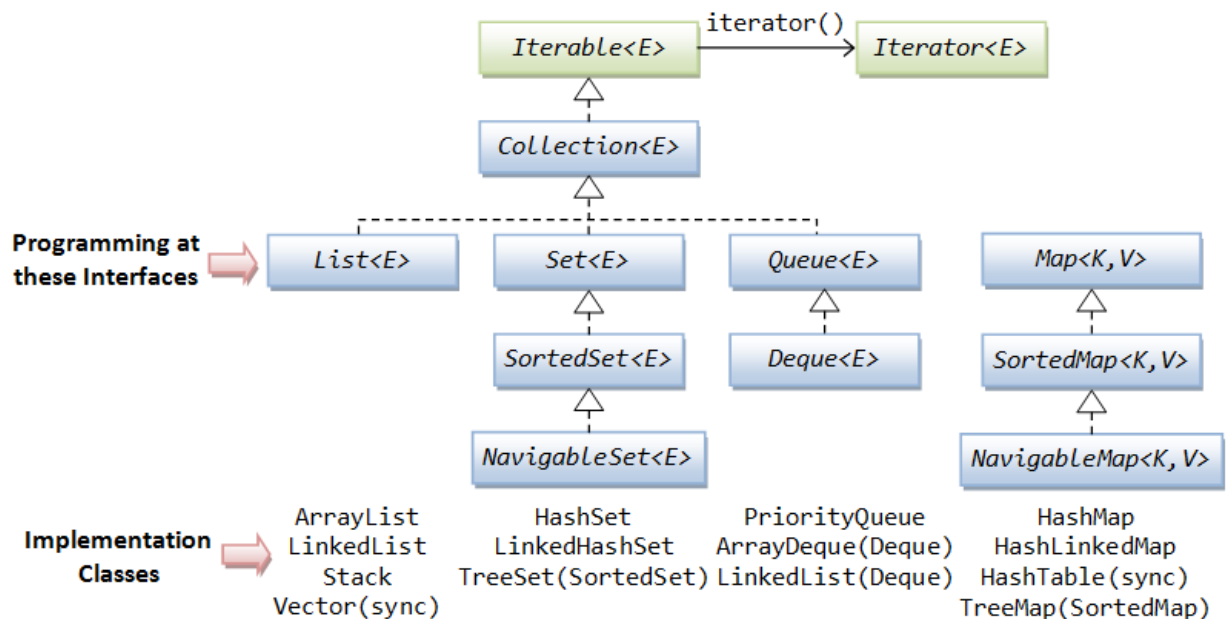 iterator()
Iterable<E>
Iterator<E>
Collection<E>
Programming at
these Interfaces
List<E>
Set<E>
Queue<E>
Map<K,V>
SortedSet<E>
Deque<E>
SortedMap<K,V>
NavigableSet<E>
NavigableMap<K,V>
Implementation
Classes
ArrayList
LinkedList
Stack
Vector(sync)
HashSet
LinkedHashSet
TreeSet(SortedSet)
PriorityQueue
ArrayDeque(Deque)
LinkedList(Deque)
HashMap
HashLinkedMap
HashTable(sync)
TreeMap(SortedMap)